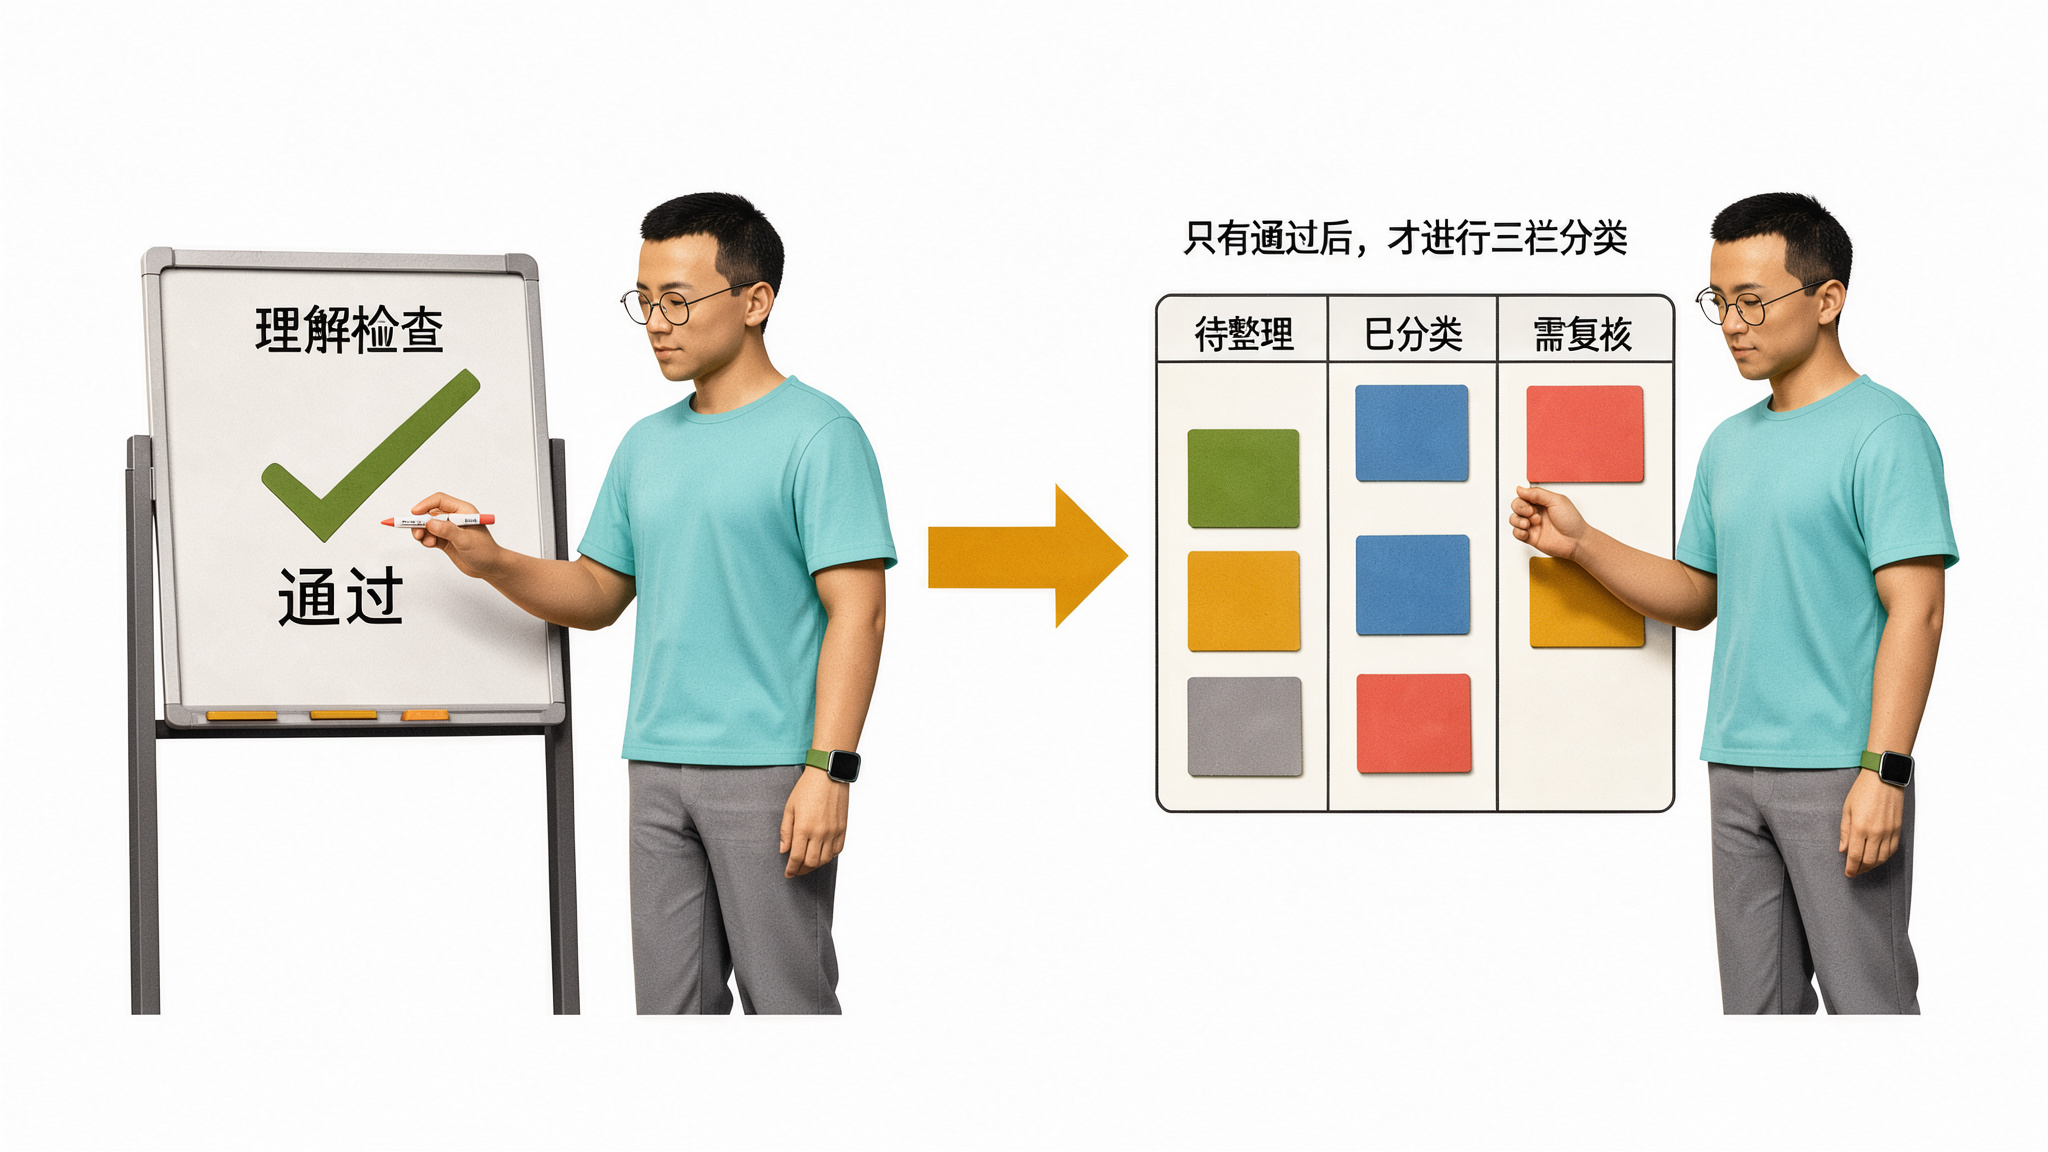 理解检查
通过
只有通过后，才进行三栏分类
待整理
已分类
需复核